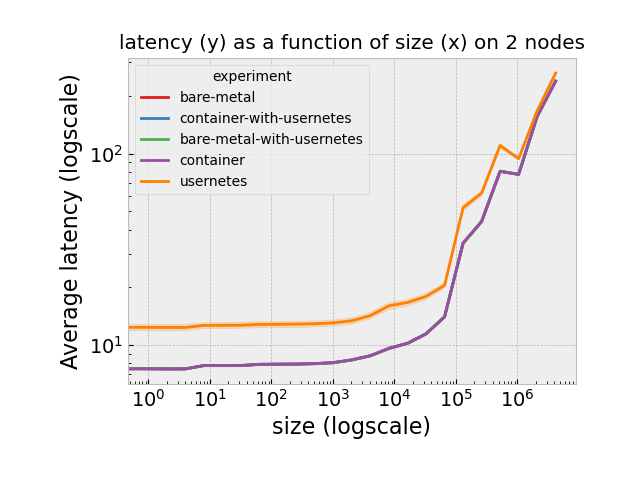 latency (y) as a function of size (x) on 2 nodes
Average latency (logscale)
10²
10¹
experiment
bare-metal
container-with-usernetes
bare-metal-with-usernetes
container
usernetes
10⁰ 10¹ 10² 10³ 10⁴ 10⁵ 10⁶
size (logscale)